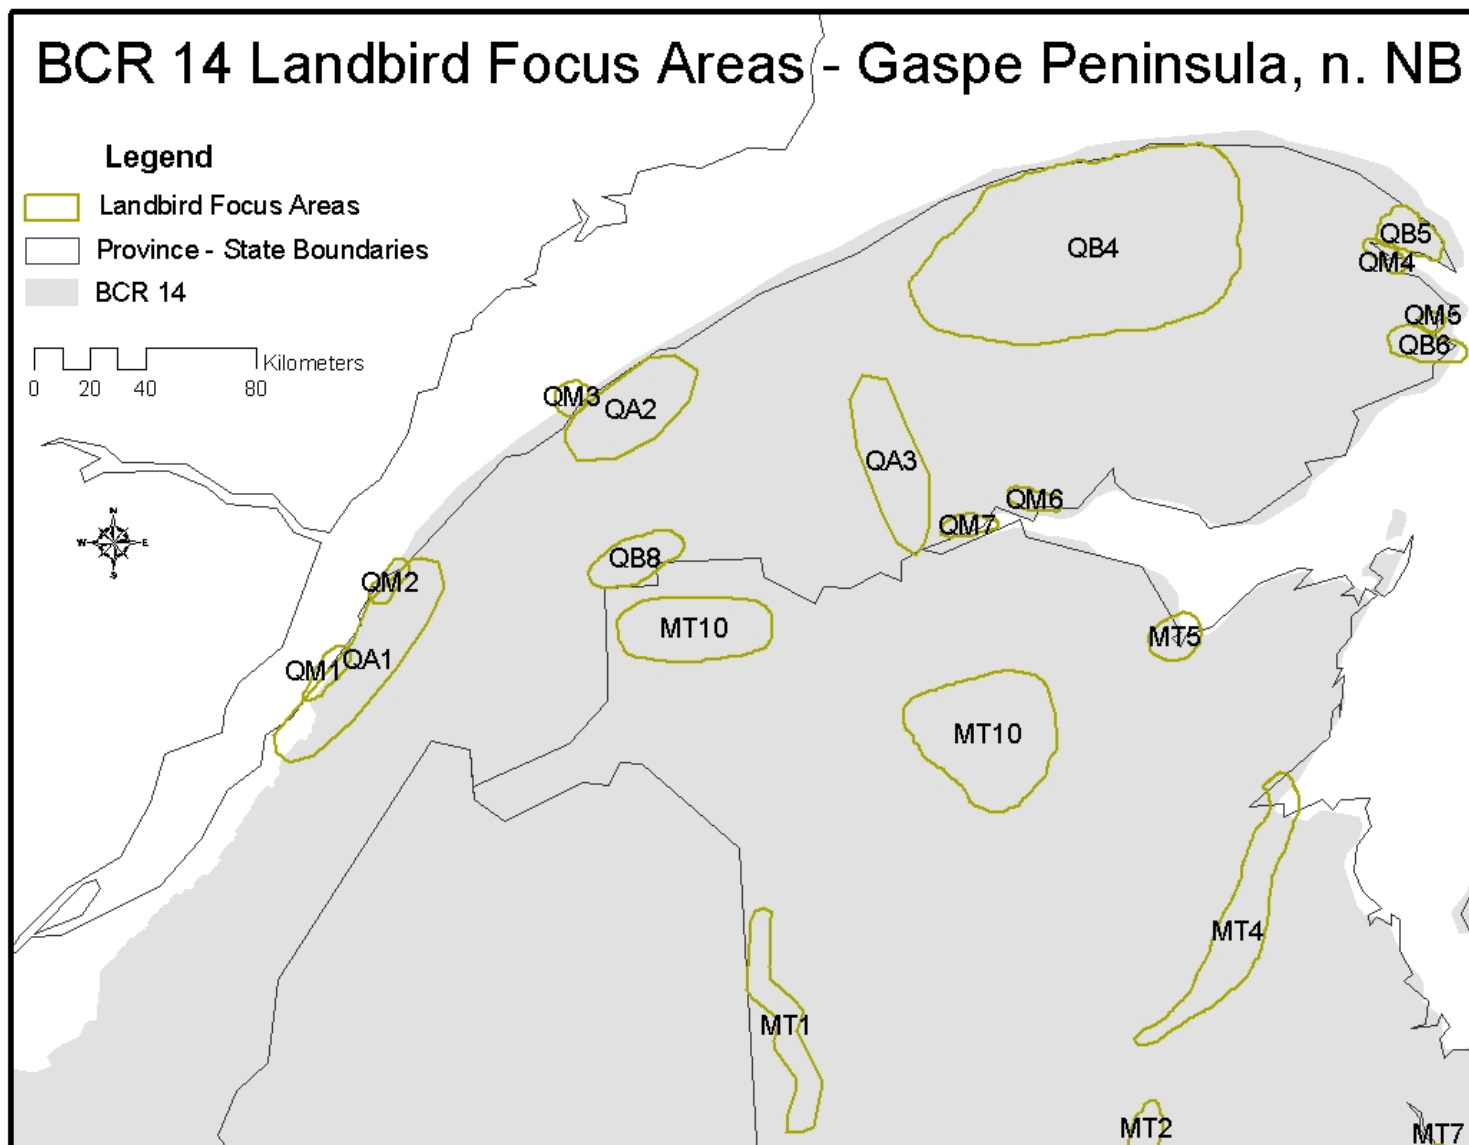 BCR 14 Landbird Focus Areas - Gaspe Peninsula, n. NB
Legend
Landbird Focus Areas
Province - State Boundaries
BCR 14
Kilometers
0 20 40 80
N
W E
S
QB4
QB5
QM4
QM5
QB6
QM3
QA2
QA3
QM6
QM7
QB8
QM2
MT10
MT5
QM1
QA1
MT10
MT4
MT1
MT2
MT7